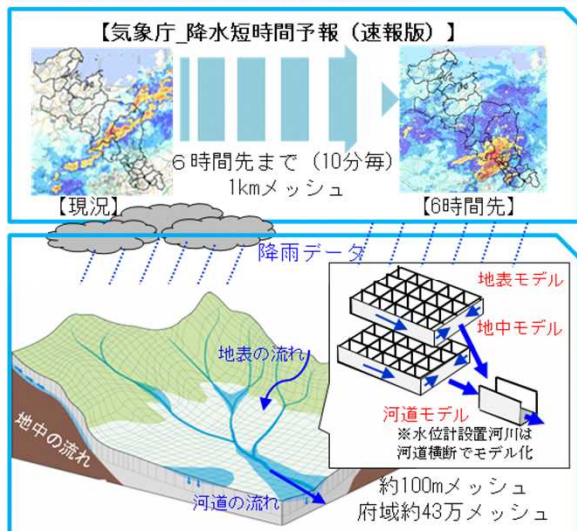 【気象庁_降水短時間予報（速報版）】
６時間先まで（10分毎）
1kmメッシュ
【現況】
【6時間先】
降雨データ
地表モデル
地中モデル
地表の流れ
河道モデル
※水位計設置河川は
河道横断でモデル化
地中の流れ
河道の流れ
約100mメッシュ
府域約43万メッシュ